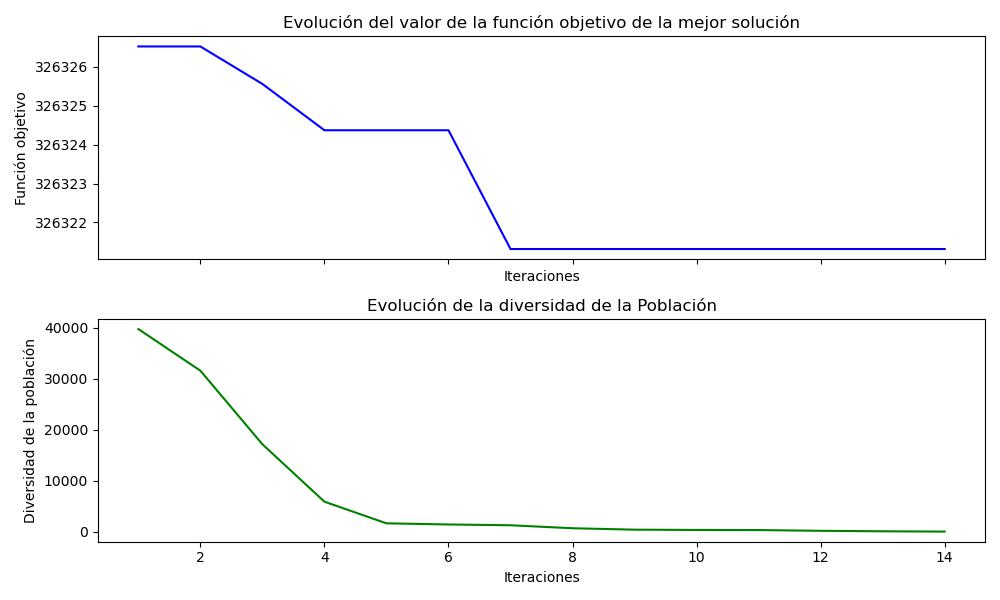 Evolución del valor de la función objetivo de la mejor solución
326326
326325
326324
326323
326322
Función objetivo
Iteraciones
Evolución de la diversidad de la Población
40000
30000
20000
10000
0
Diversidad de la población
2 4 6 8 10 12 14
Iteraciones